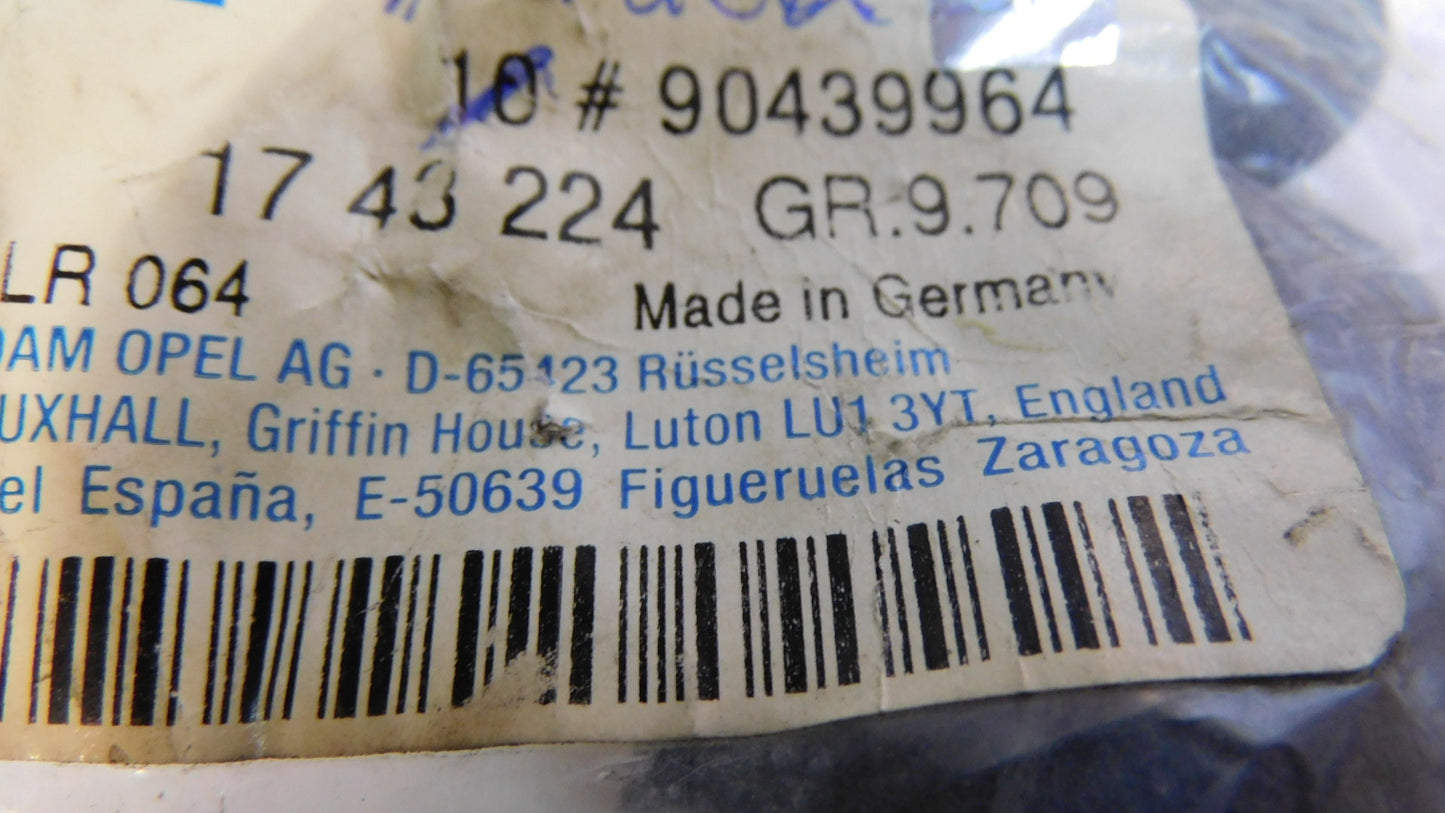 10 # 90439964
17 43 224 GR.9.709
LR 064 Made in Germany
DAM OPEL AG · D-65423 Rüsselsheim
UXHALL, Griffin House, Luton LU1 3YT, England
el España, E-50639 Figueruelas Zaragoza